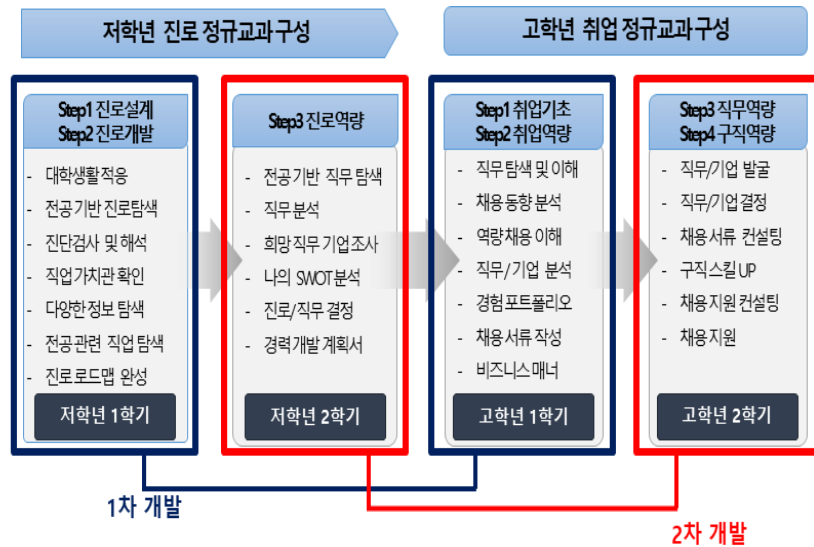 저학년 진로 정규교과 구성
고학년 취업 정규교과 구성
Step1 진로설계
Step2 진로개발
- 대학생활 적응
- 전공기반 진로탐색
- 진단검사 및 해석
- 직업가치관 확인
- 다양한 정보 탐색
- 전공관련 직업 탐색
- 진로 로드맵 완성
저학년 1학기
Step3 진로역량
- 전공기반 직무 탐색
- 직무 분석
- 희망직무 기업 조사
- 나의 SWOT 분석
- 진로/직무 결정
- 경력 개발 계획서
저학년 2학기
Step1 취업기초
Step2 취업역량
- 직무 탐색 및 이해
- 채용 동향 분석
- 역량채용 이해
- 직무/기업 분석
- 경험 포트폴리오
- 채용 서류 작성
- 비즈니스 매너
고학년 1학기
Step3 직무역량
Step4 구직역량
- 직무/기업 발굴
- 직무/기업 결정
- 채용서류 컨설팅
- 구직스킬 UP
- 채용지원 컨설팅
- 채용지원
고학년 2학기
1차 개발
2차 개발